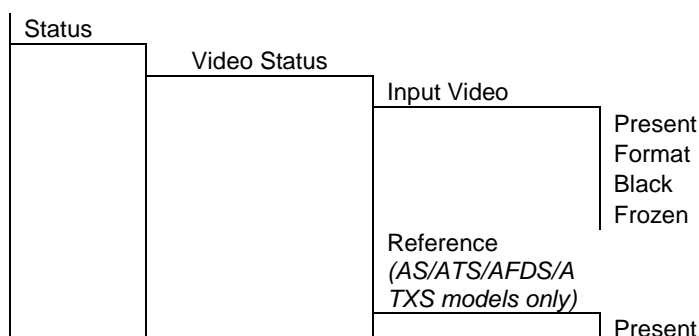 Status
Video Status
Input Video
Present
Format
Black
Frozen
Reference
(AS/ATS/AFDS/A
TXS models only)
Present